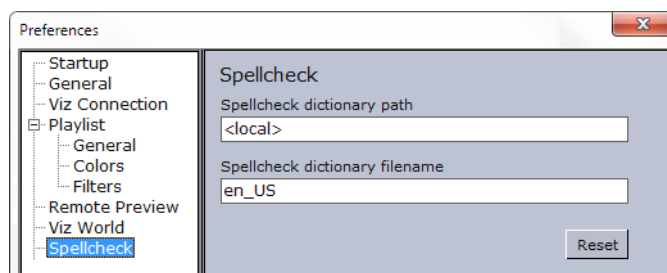 Preferences
Startup
General
Viz Connection
Playlist
General
Colors
Filters
Remote Preview
Viz World
Spellcheck
Spellcheck
Spellcheck dictionary path
<local>
Spellcheck dictionary filename
en_US
Reset